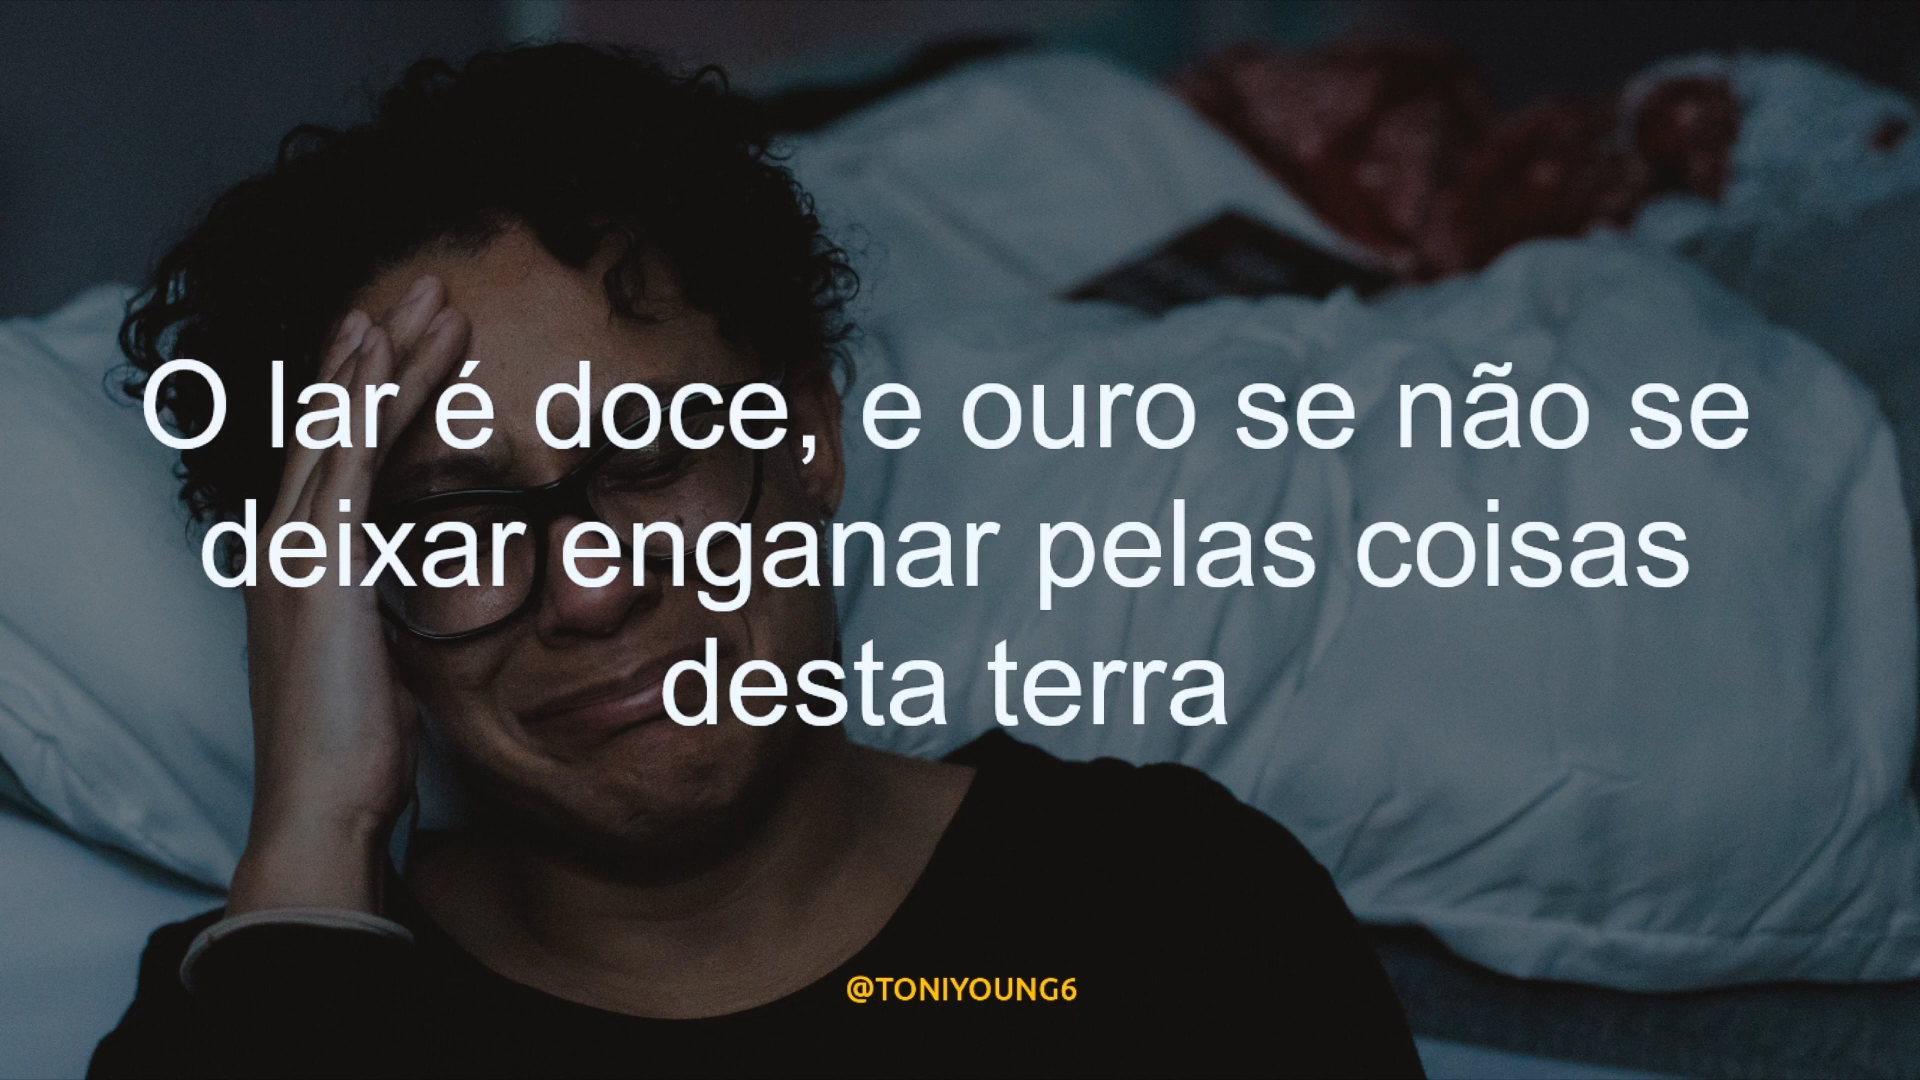 O lar é doce, e ouro se não se
deixar enganar pelas coisas
desta terra
@TONIYOUNG6